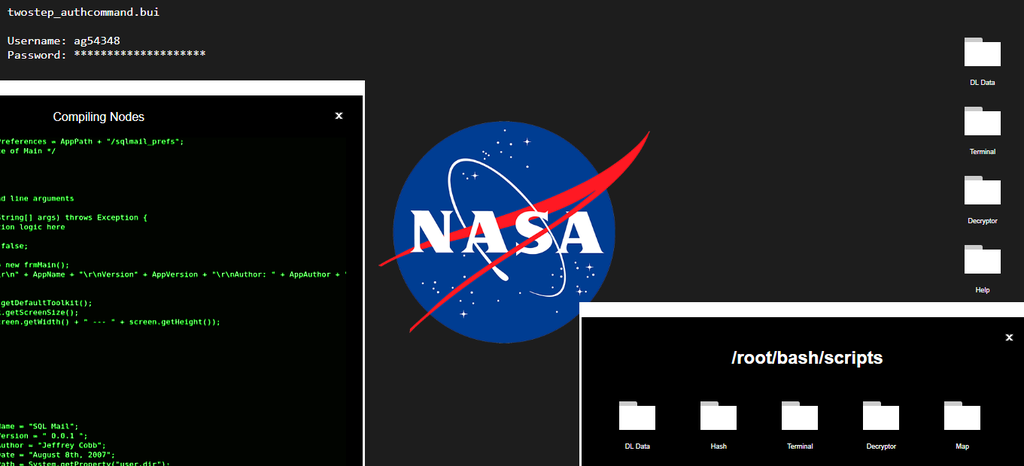 twostep_authcommand.bui
Username: ag54348
Password: ********************
Compiling Nodes
x
references = AppPath + "/sqlmail_prefs";
e of Main */
nd line arguments
String[] args) throws Exception {
ion logic here
false;
new frmMain();
\r\n" + AppName + "\r\nVersion" + AppVersion + "\r\nAuthor: " + AppAuthor + "
getDefaultToolkit();
.getScreenSize();
creen.getWidth() + " --- " + screen.getHeight());
ame = "SQL Mail";
ersion = " 0.0.1 ";
uthor = "Jeffrey Cobb";
ate = "August 8th, 2007";
ath = System.getProperty("user.dir");
NASA
DL Data
Terminal
Decryptor
Help
x
/root/bash/scripts
DL Data
Hash
Terminal
Decryptor
Map